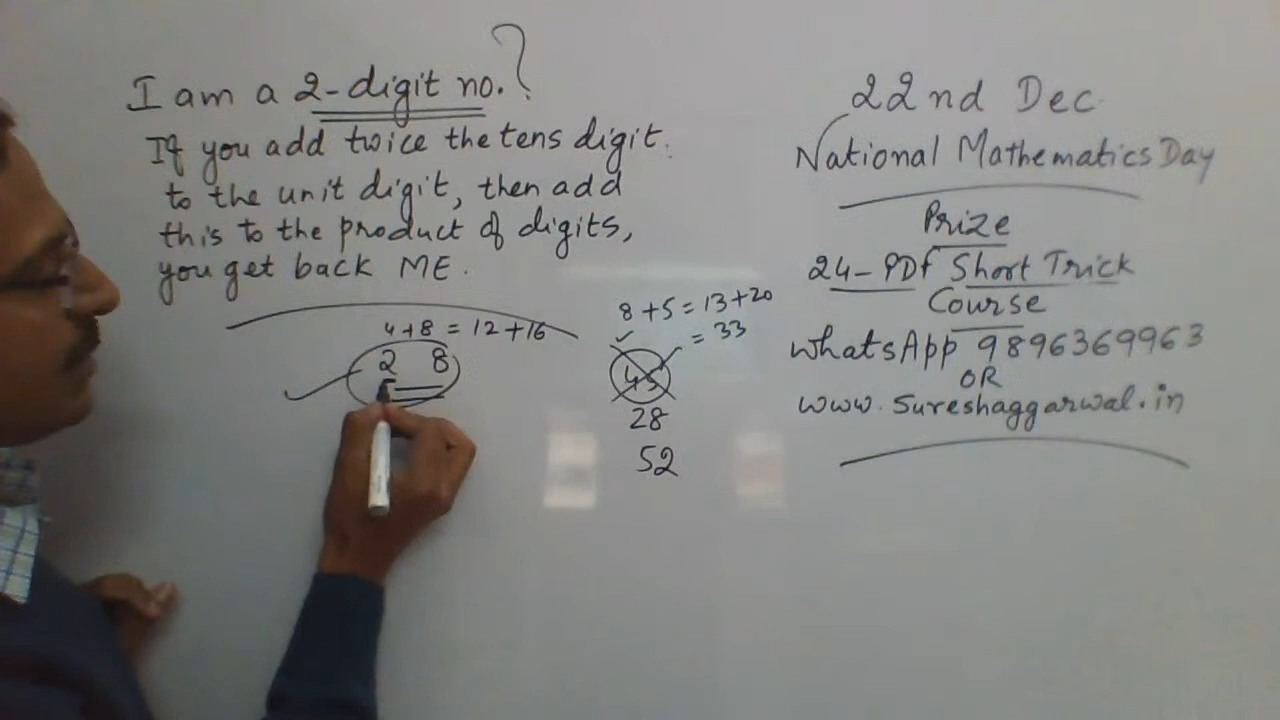 I am a 2-digit no.?
If you add twice the tens digit.
to the unit digit, then add
this to the product of digits,
you get back ME.
4+8 = 12+16
2 8
5
8+5=13+20
= 33
45
28
52
22nd Dec
National Mathematics Day
Prize
24-PDf Short Trick
Course
whatsApp 9896369963
OR
www.sureshaggarwal.in